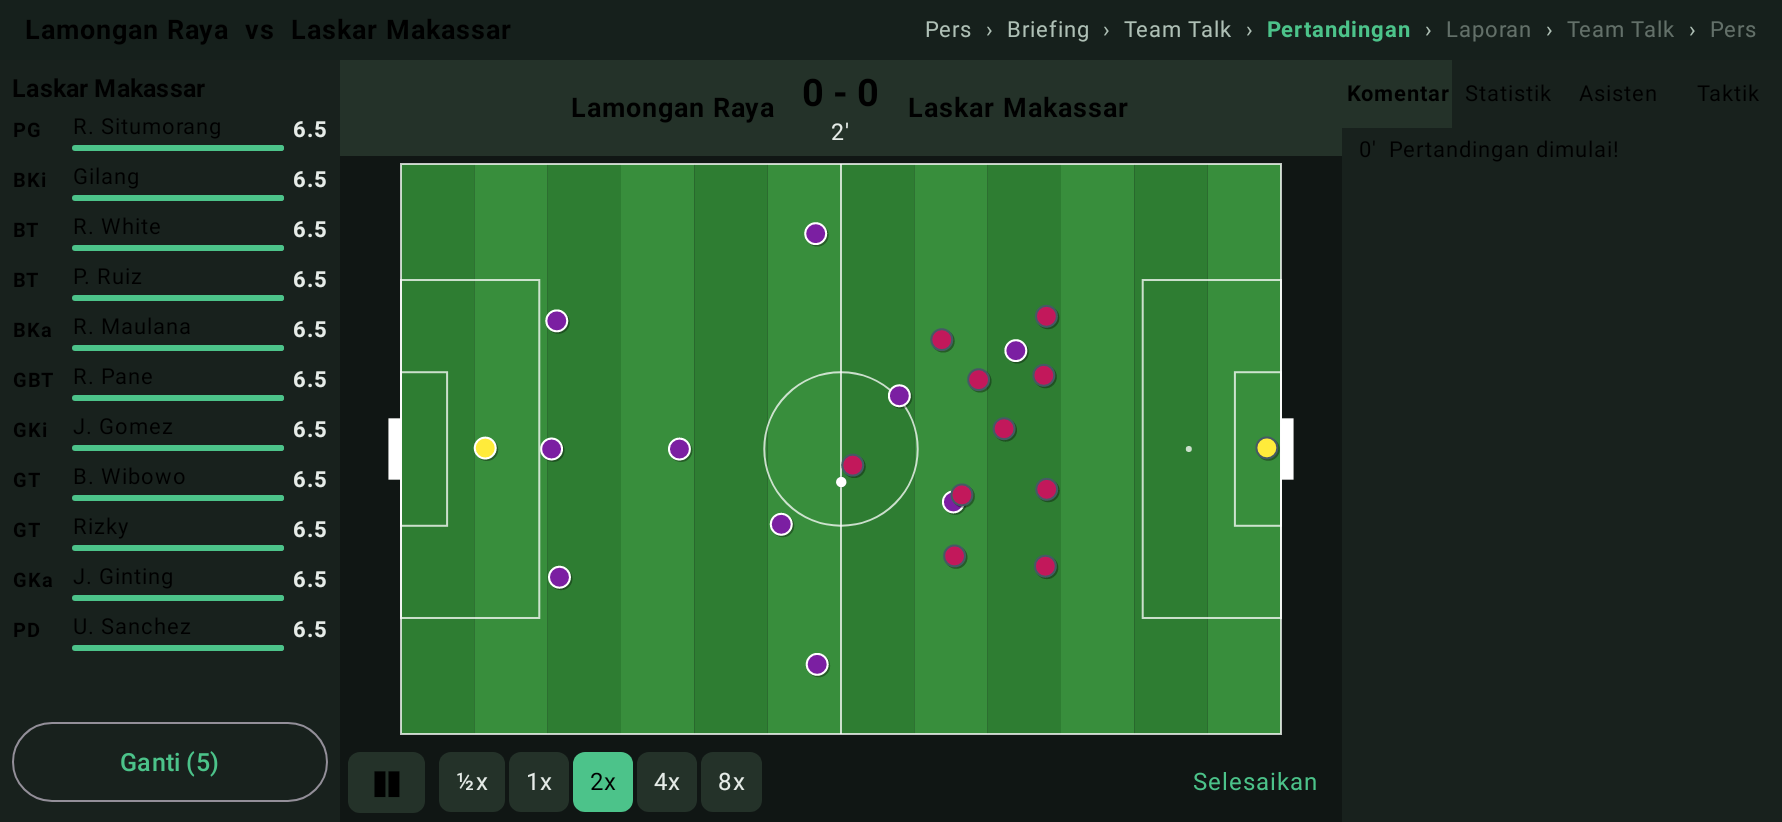 Lamongan Raya vs Laskar Makassar
Pers › Briefing › Team Talk › Pertandingan › Laporan › Team Talk › Pers
Laskar Makassar
PG R. Situmorang 6.5
BKi Gilang 6.5
BT R. White 6.5
BT P. Ruiz 6.5
BKa R. Maulana 6.5
GBT R. Pane 6.5
GKi J. Gomez 6.5
GT B. Wibowo 6.5
GT Rizky 6.5
GKa J. Ginting 6.5
PD U. Sanchez 6.5
Ganti (5)
Lamongan Raya 0 - 0 Laskar Makassar
2'
½x 1x 2x 4x 8x
Selesaikan
Komentar Statistik Asisten Taktik
0' Pertandingan dimulai!